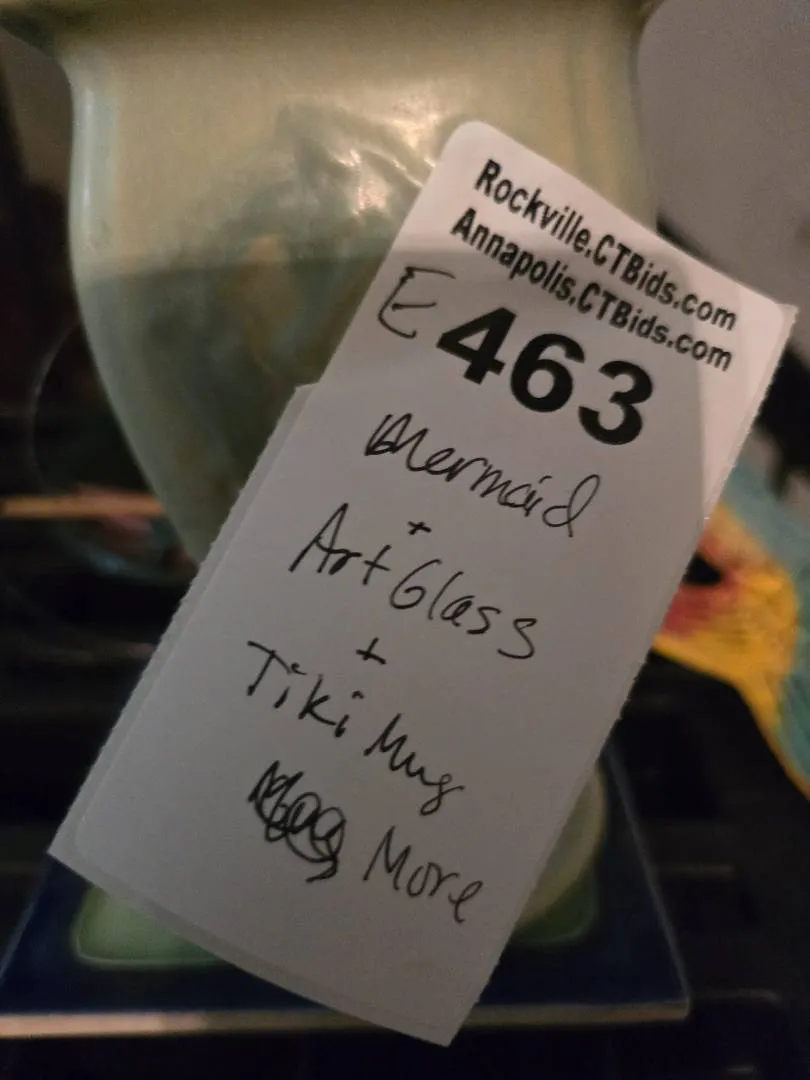 Rockville.CTBids.com
Annapolis.CTBids.com
E 463
Mermaid
+
Art Glass
+
Tiki Mug
More